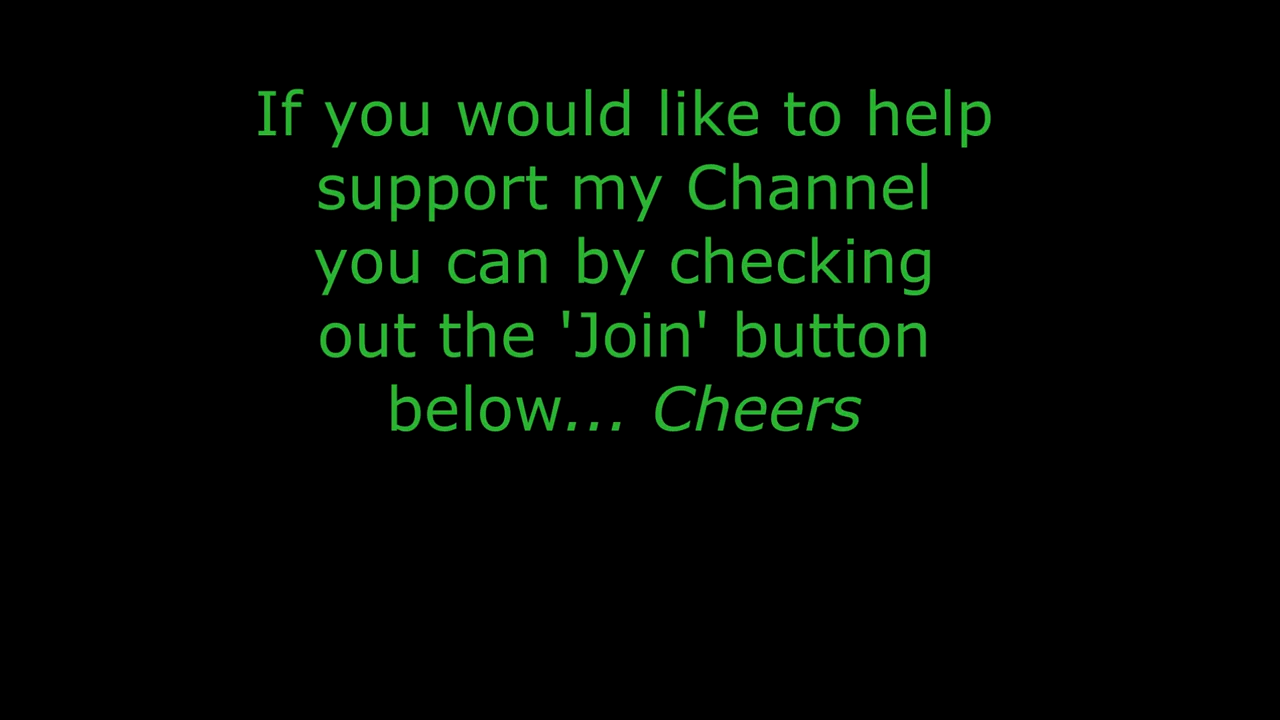 If you would like to help
support my Channel
you can by checking
out the 'Join' button
below... Cheers